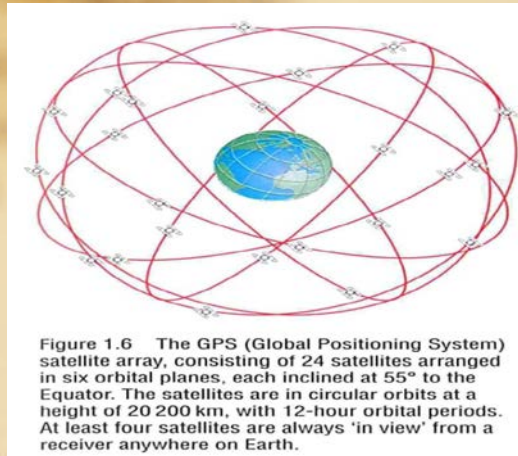 Figure 1.6 The GPS (Global Positioning System)
satellite array, consisting of 24 satellites arranged
in six orbital planes, each inclined at 55° to the
Equator. The satellites are in circular orbits at a
height of 20 200 km, with 12-hour orbital periods.
At least four satellites are always ‘in view’ from a
receiver anywhere on Earth.